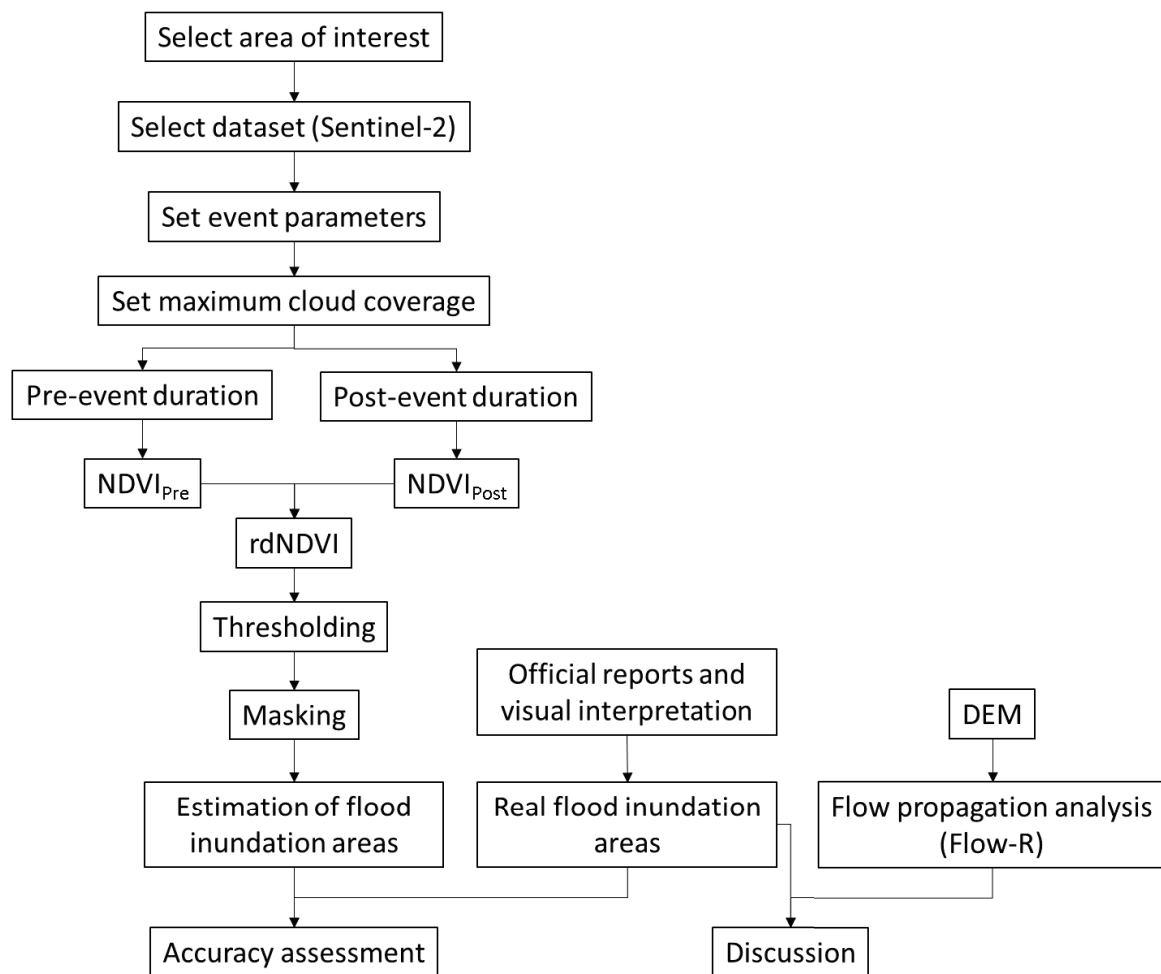 Select area of interest
Select dataset (Sentinel-2)
Set event parameters
Set maximum cloud coverage
Pre-event duration
Post-event duration
NDVIPre
NDVIPost
rdNDVI
Thresholding
Masking
Official reports and
visual interpretation
DEM
Estimation of flood
inundation areas
Real flood inundation
areas
Flow propagation analysis
(Flow-R)
Accuracy assessment
Discussion